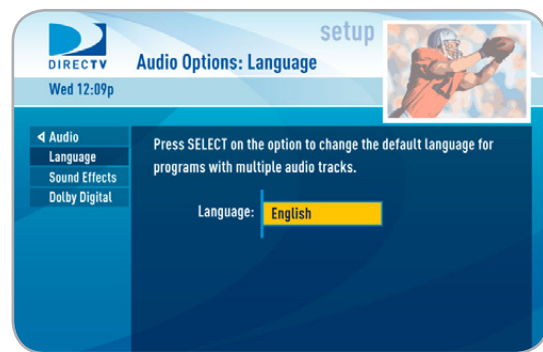 setup
DIRECTV
Audio Options: Language
Wed 12:09p
Audio
Language
Sound Effects
Dolby Digital
Press SELECT on the option to change the default language for
programs with multiple audio tracks.
Language: English